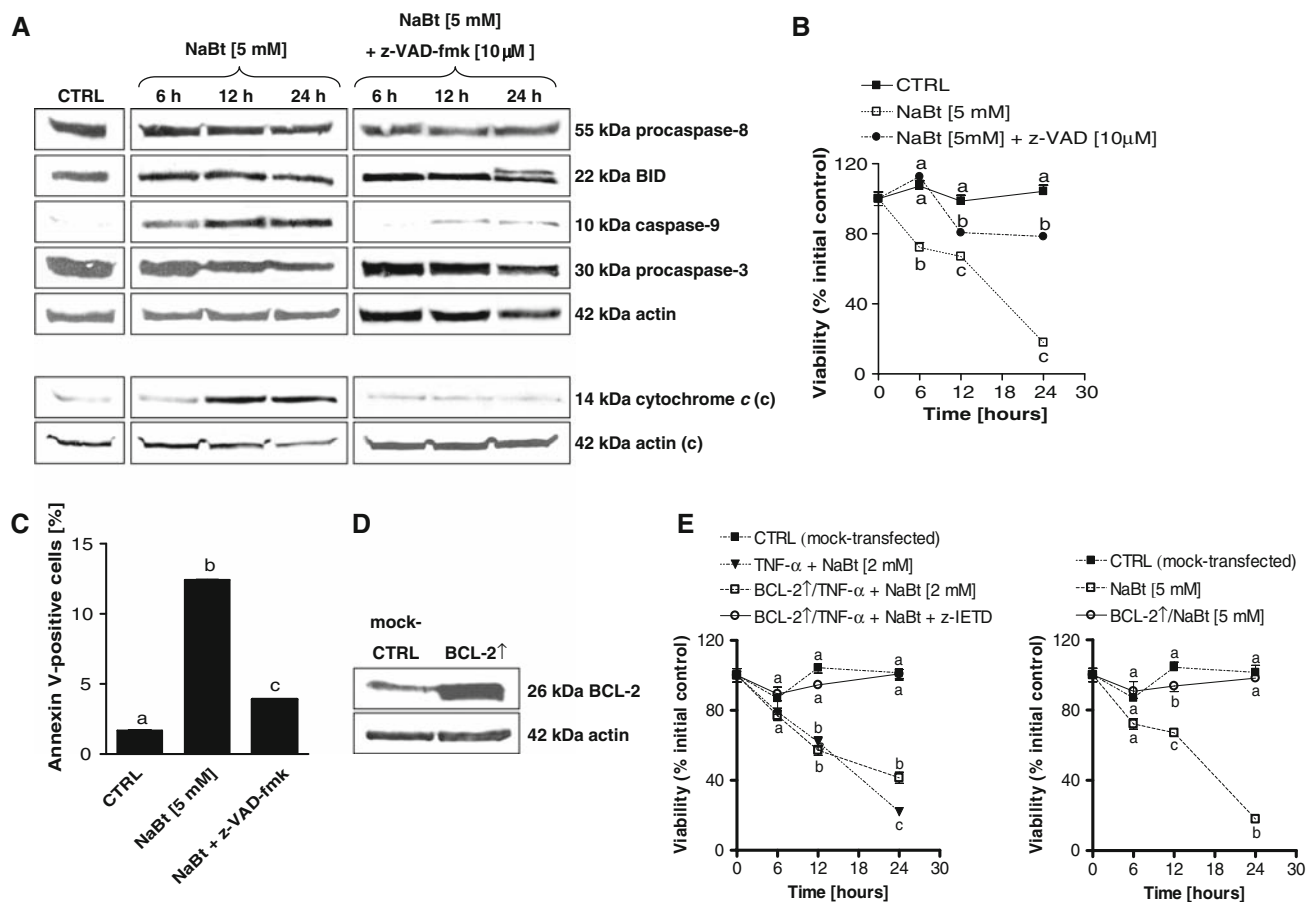 A
NaBt [5 mM]
NaBt [5 mM]
+ z-VAD-fmk [10μM ]
CTRL
6 h 12 h 24 h
6 h 12 h 24 h
55 kDa procaspase-8
22 kDa BID
10 kDa caspase-9
30 kDa procaspase-3
42 kDa actin
14 kDa cytochrome c (c)
42 kDa actin (c)
B
CTRL
NaBt [5 mM]
NaBt [5mM] + z-VAD [10μM]
Viability (% initial control)
120
80
40
0
a
a
a
a
b
b
b
c
c
0 6 12 18 24 30
Time [hours]
C
Annexin V-positive cells [%]
15
10
5
0
a
b
c
CTRL
NaBt [5 mM]
NaBt + z-VAD-fmk
D
mock-
CTRL BCL-2↑
26 kDa BCL-2
42 kDa actin
E
CTRL (mock-transfected)
TNF-α + NaBt [2 mM]
BCL-2↑/TNF-α + NaBt [2 mM]
BCL-2↑/TNF-α + NaBt + z-IETD
Viability (% initial control)
120
80
40
0
a
a
a
a
a
a
b
b
b
c
0 6 12 18 24 30
Time [hours]
CTRL (mock-transfected)
NaBt [5 mM]
BCL-2↑/NaBt [5 mM]
Viability (% initial control)
120
80
40
0
a
a
a
a
b
a
c
b
0 6 12 18 24 30
Time [hours]